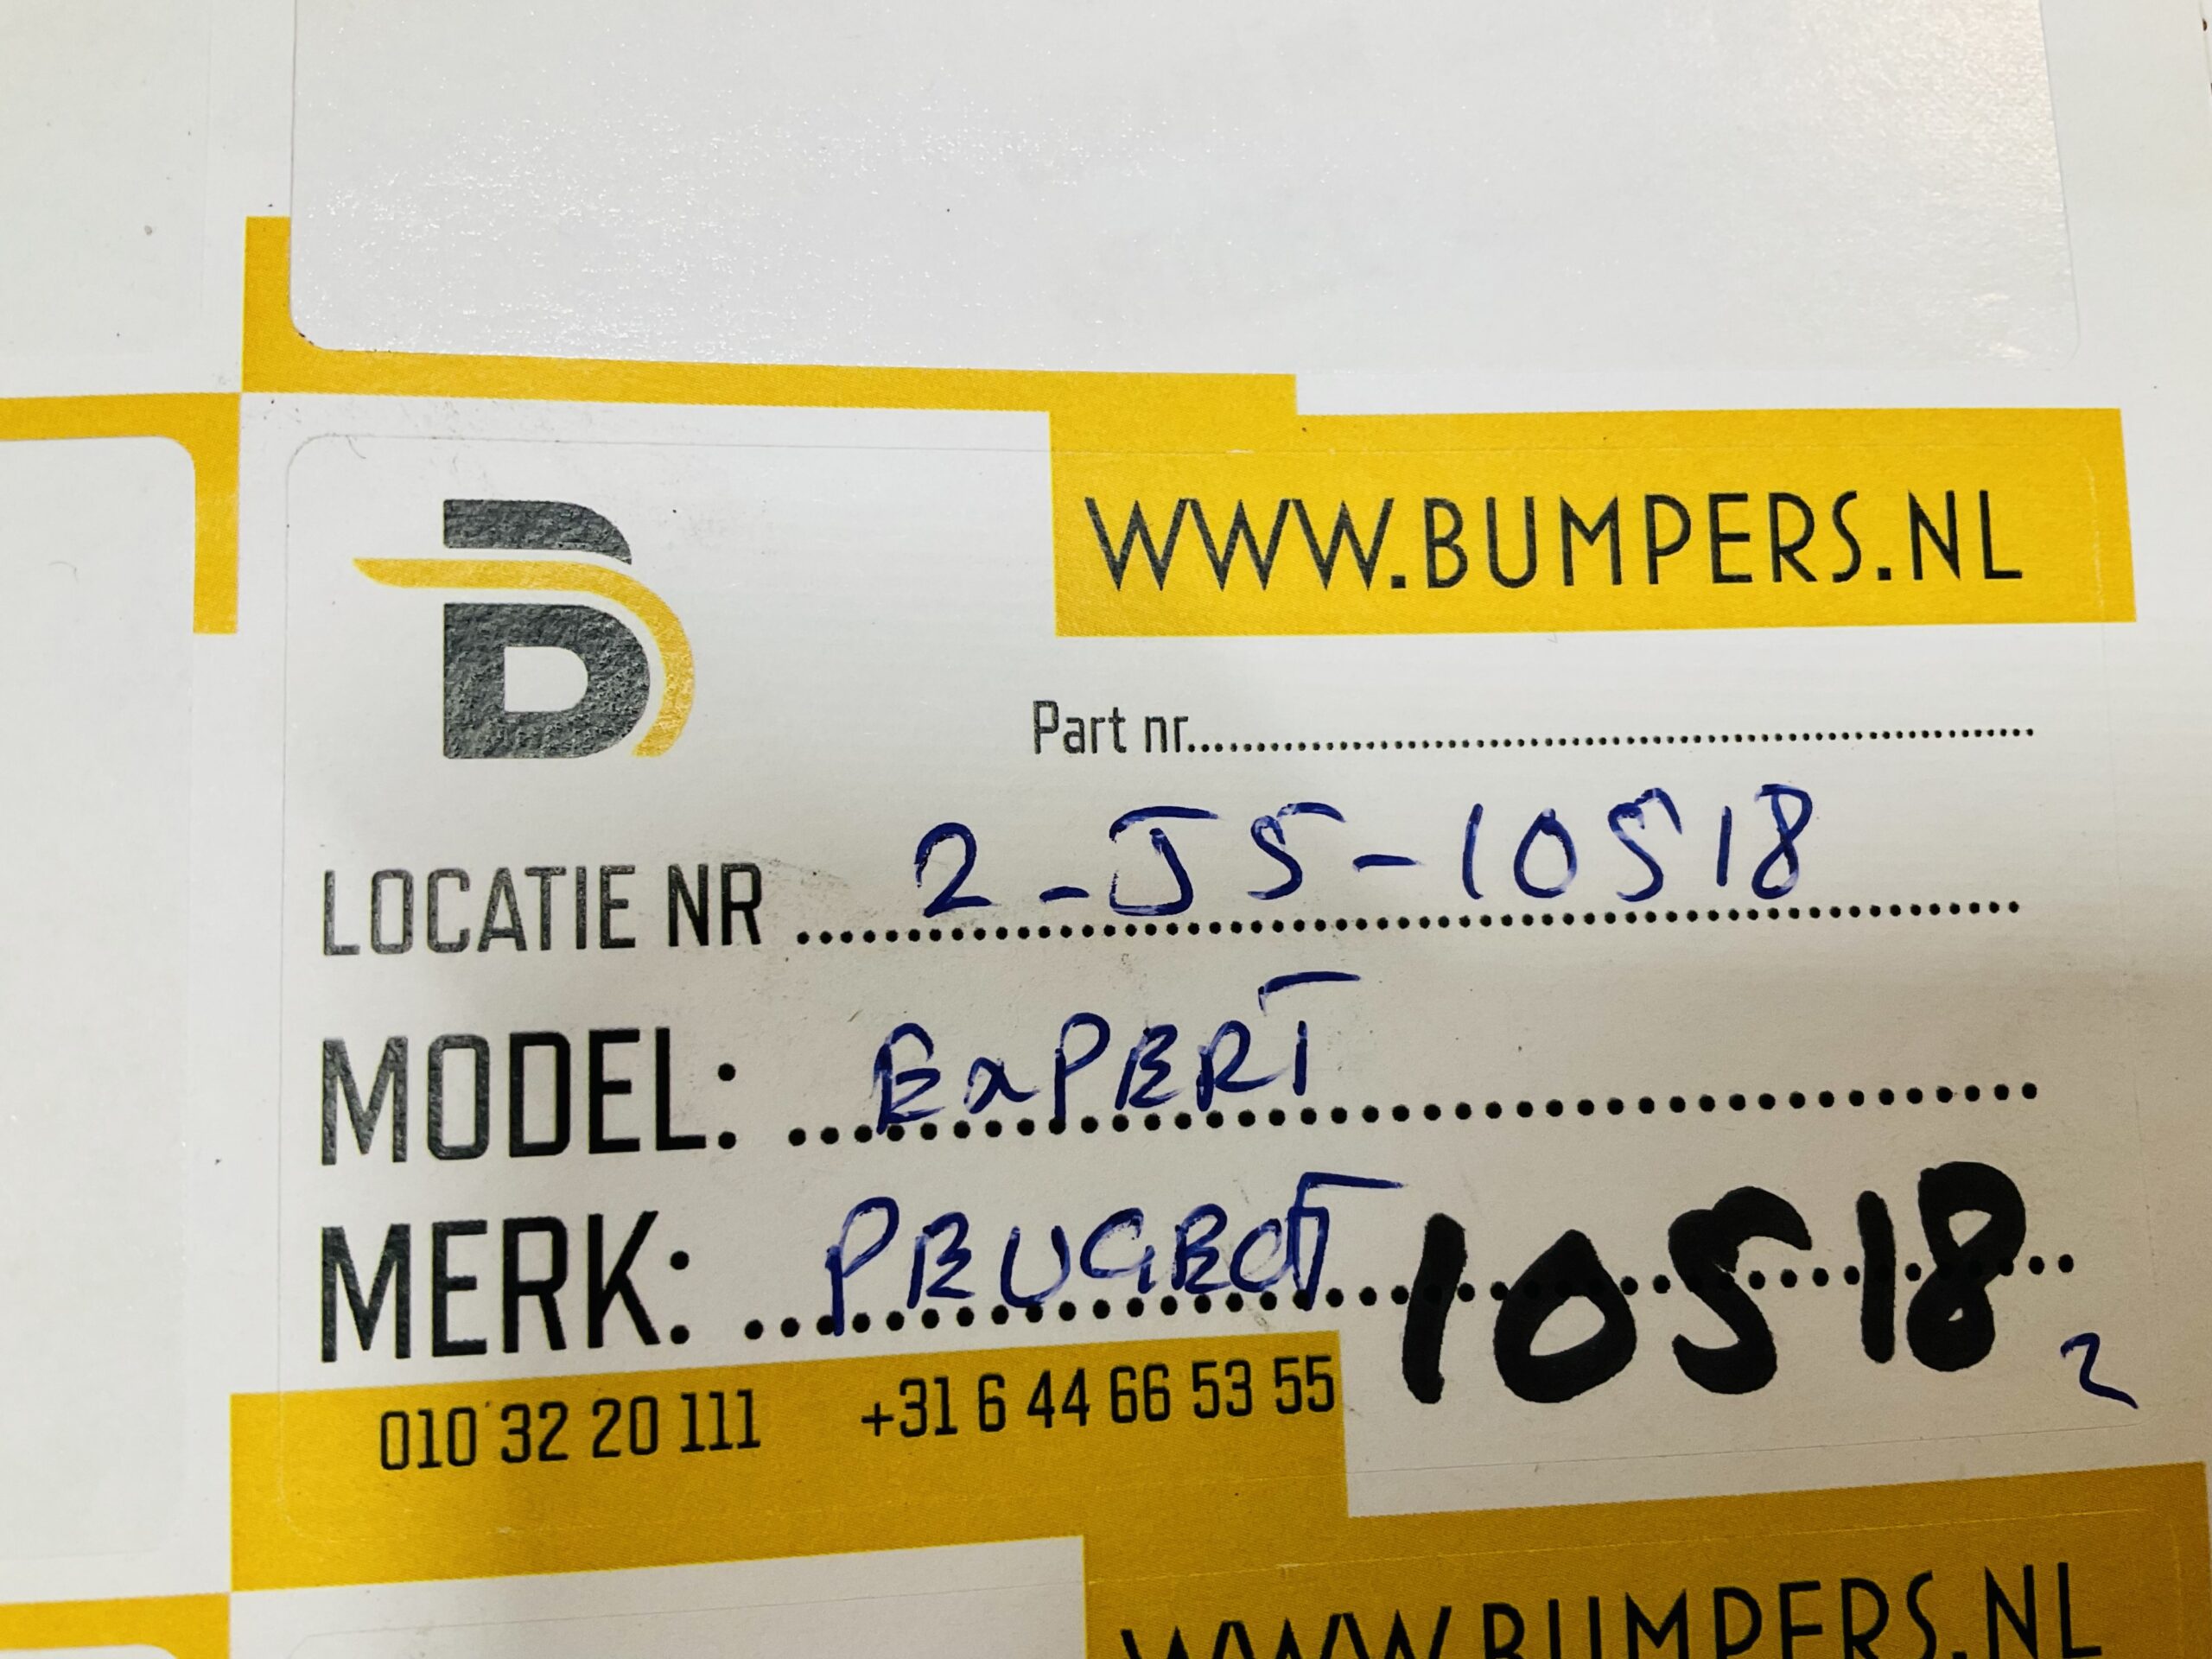 WWW.BUMPERS.NL
Part nr...............
LOCATIE NR 2-J5-10518
MODEL: EXPERT
MERK: PEUGEOT 10518
2
010 32 20 111 +31 6 44 66 53 55
WWW.BUMPERS.NL